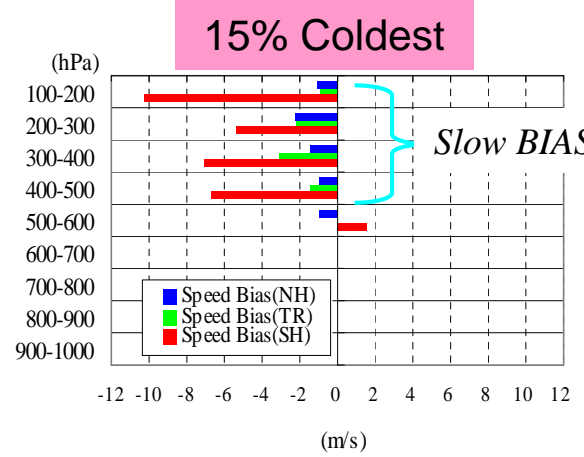 15% Coldest
(hPa)
100-200
200-300
300-400
400-500
500-600
600-700
700-800
800-900
900-1000
Slow BIAS
Speed Bias(NH)
Speed Bias(TR)
Speed Bias(SH)
-12 -10 -8 -6 -4 -2 0 2 4 6 8 10 12
(m/s)